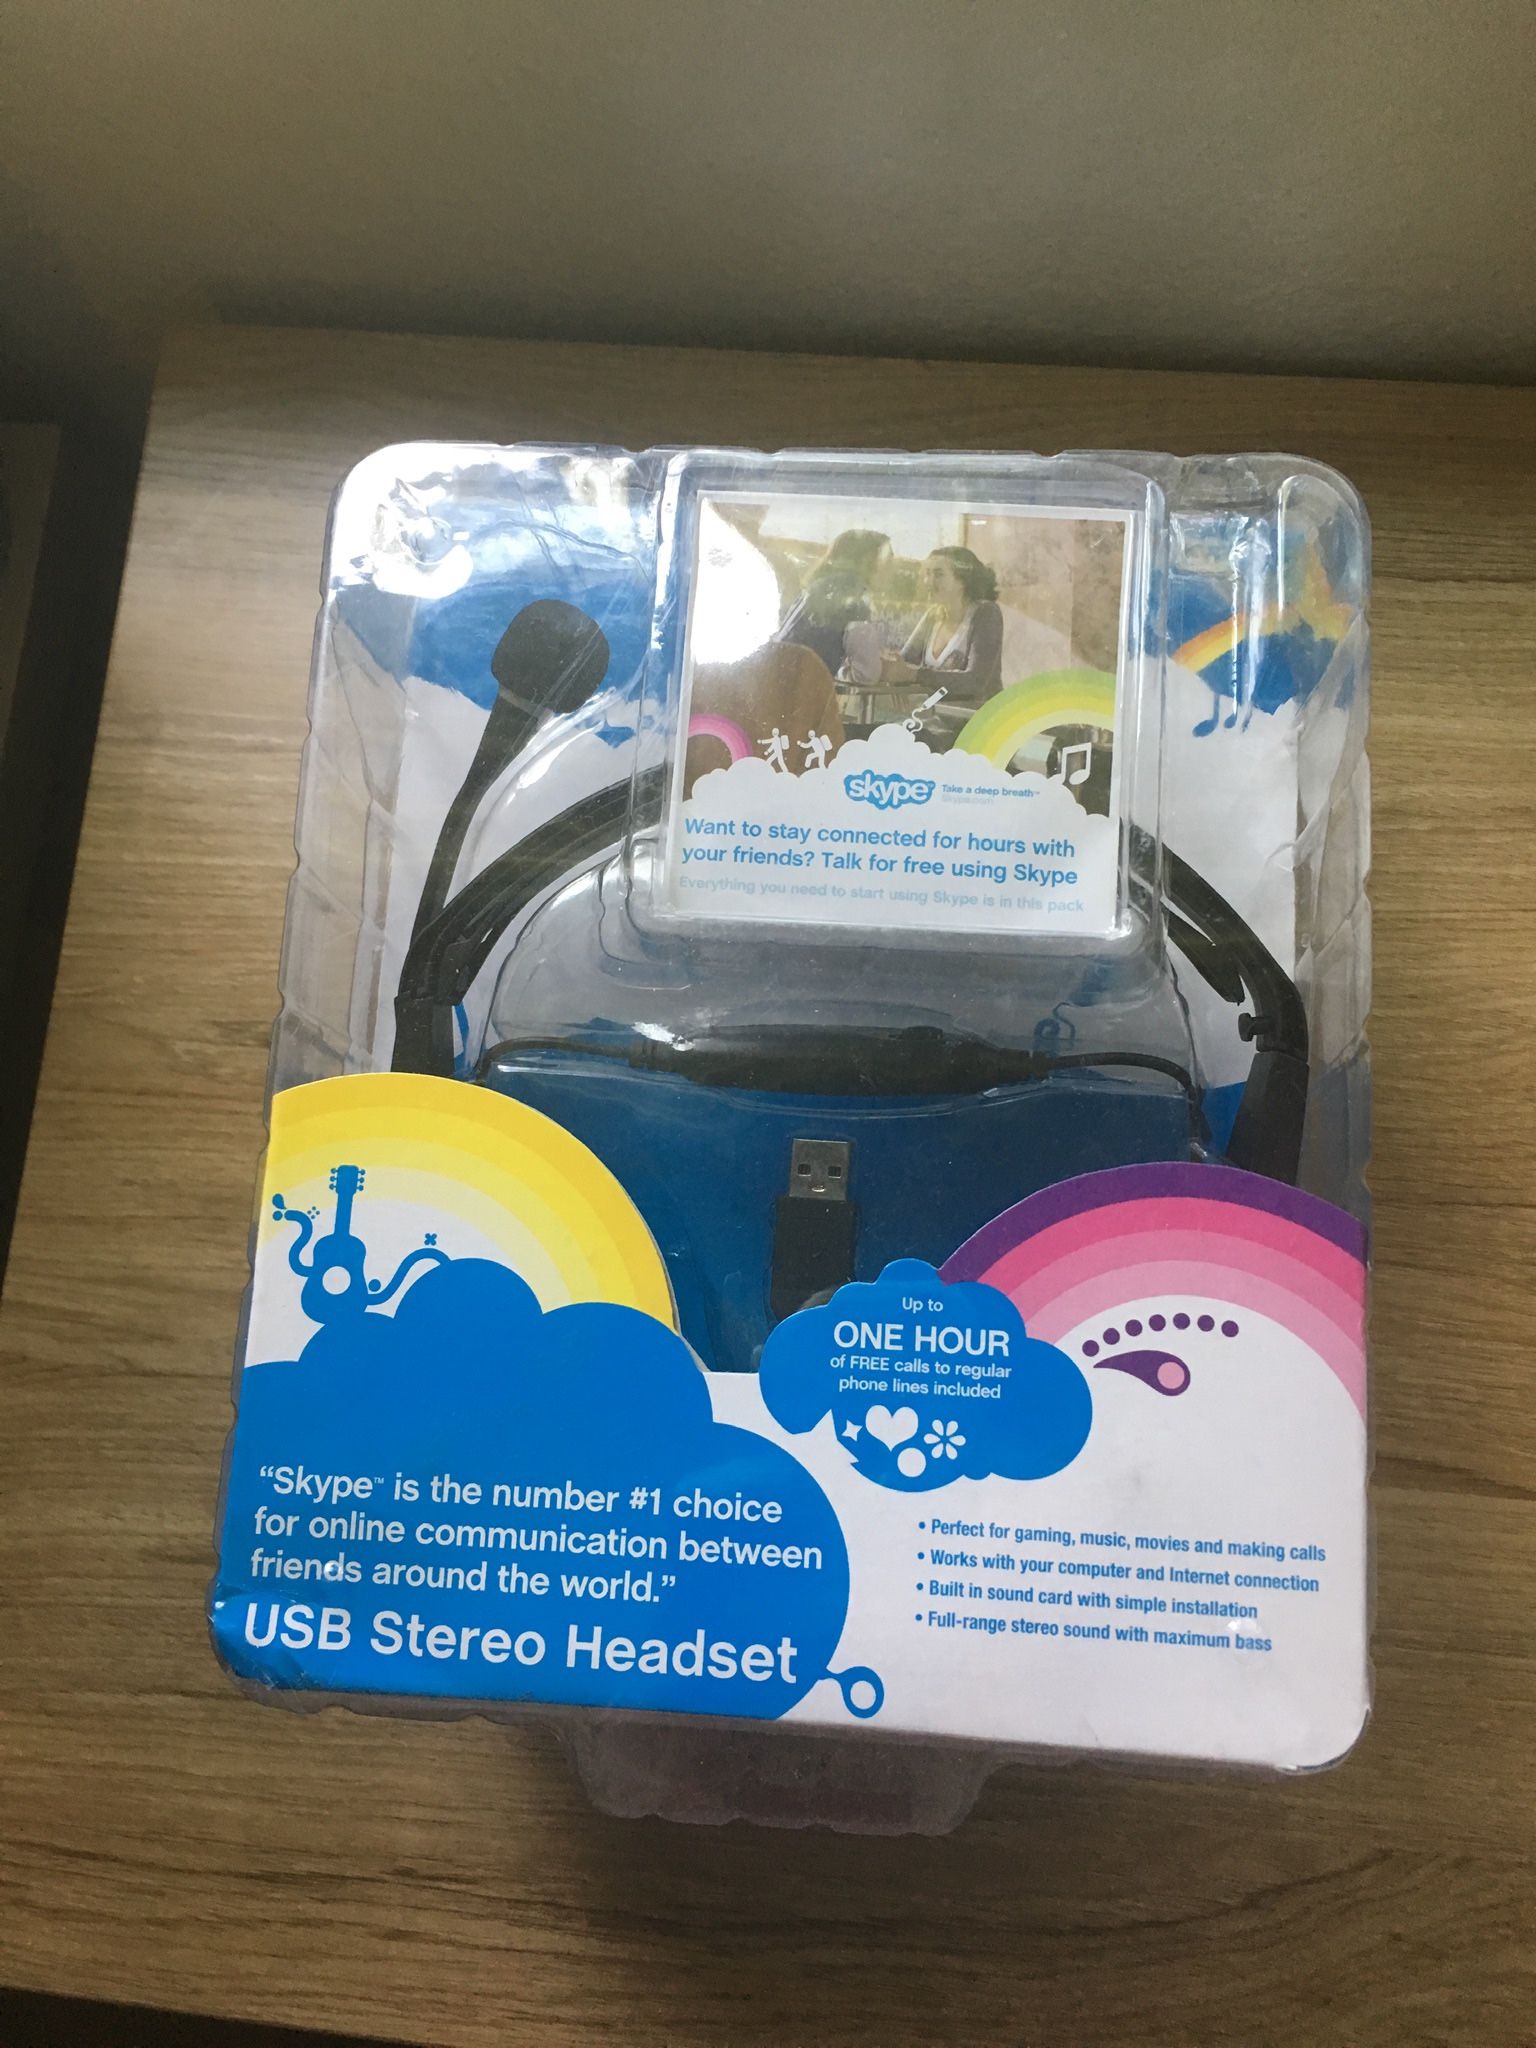 skype Take a deep breath™
skype.com
Want to stay connected for hours with
your friends? Talk for free using Skype
Everything you need to start using Skype is in this pack
Up to
ONE HOUR
of FREE calls to regular
phone lines included
“Skype™ is the number #1 choice
for online communication between
friends around the world.”
USB Stereo Headset
• Perfect for gaming, music, movies and making calls
• Works with your computer and Internet connection
• Built in sound card with simple installation
• Full-range stereo sound with maximum bass